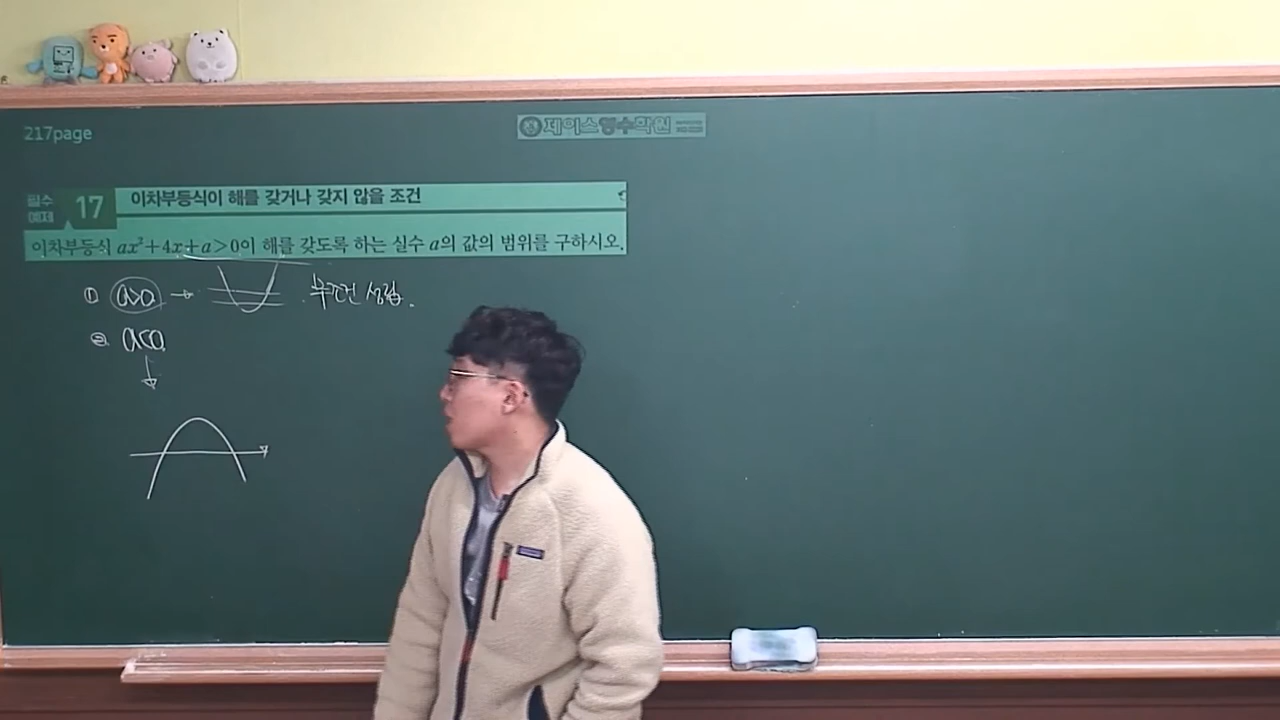 217page
제이스영수학원
필수 예제 17 이차부등식이 해를 갖거나 갖지 않을 조건
이차부등식 ax²+4x+a>0이 해를 갖도록 하는 실수 a의 값의 범위를 구하시오.
① a>0 → 무조건 성립.
② a<0